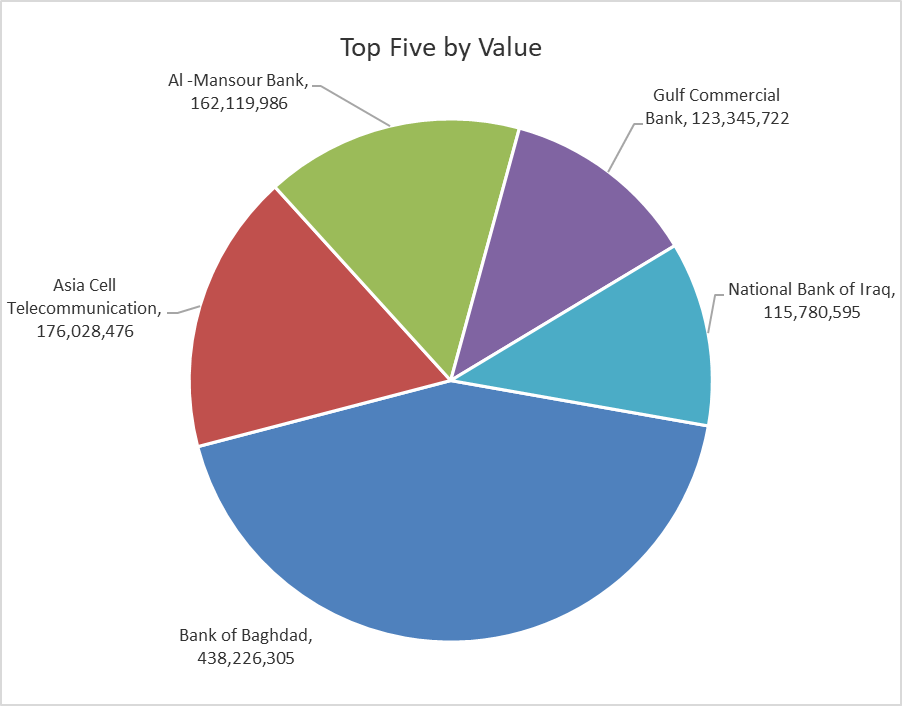 Top Five by Value
Al -Mansour Bank,
162,119,986
Gulf Commercial
Bank, 123,345,722
Asia Cell
Telecommunication,
176,028,476
National Bank of Iraq,
115,780,595
Bank of Baghdad,
438,226,305